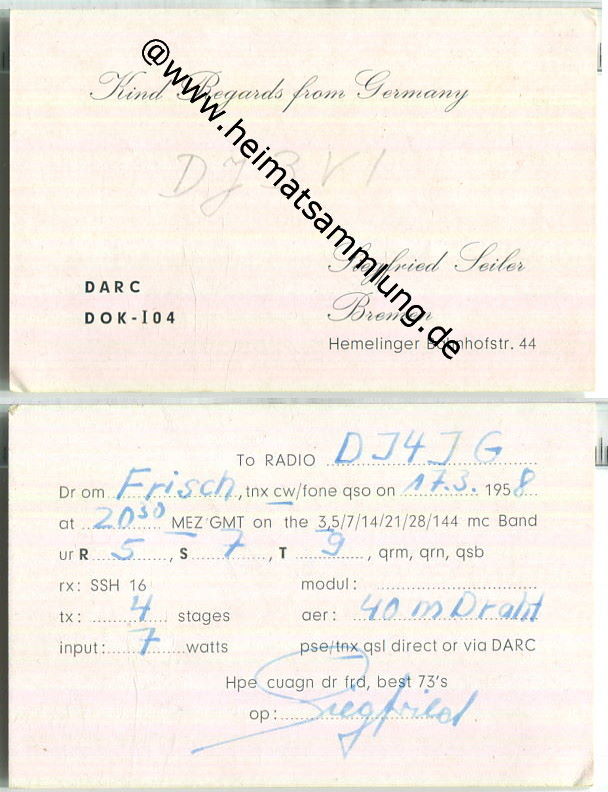 @www.heimatsammlung.de
Kind Regards from Germany
DJ3VI
Siegfried Seiler
Bremen
Hemelinger Bahnhofstr. 44
DARC
DOK-I04
To RADIO DJ4JG
Dr om Frisch, tnx cw/fone qso on 17.3. 1958
at 20³⁰ MEZ GMT on the 3,5/7/14/21/28/144 mc Band
ur R 5, S 7, T 9, qrm, qrn, qsb
rx: SSH 16 modul:
tx: 4 stages aer: 40 m Draht
input: 7 watts pse/tnx qsl direct or via DARC
Hpe cuagn dr frd, best 73's
op: Siegfried